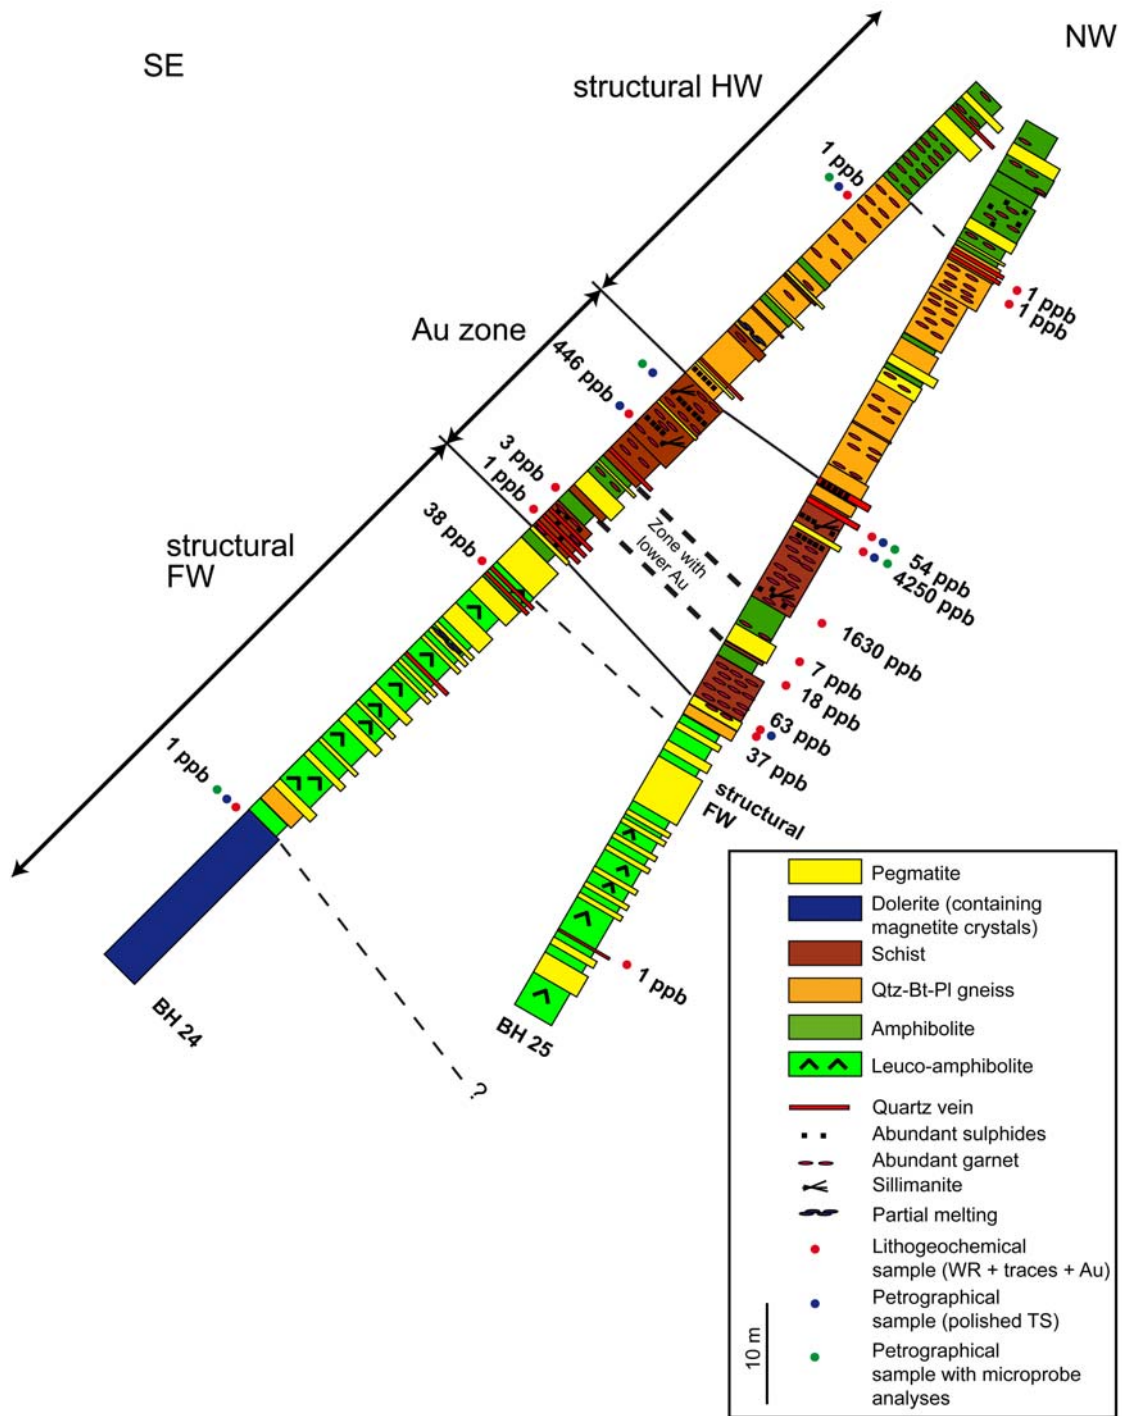 SE
NW
structural HW
1 ppb
1 ppb
1 ppb
Au zone
446 ppb
3 ppb
1 ppb
38 ppb
structural
FW
Zone with
lower Au
54 ppb
4250 ppb
1630 ppb
7 ppb
18 ppb
63 ppb
37 ppb
structural
FW
1 ppb
1 ppb
BH 24
BH 25
?
Pegmatite
Dolerite (containing
magnetite crystals)
Schist
Qtz-Bt-Pl gneiss
Amphibolite
Leuco-amphibolite
Quartz vein
Abundant sulphides
Abundant garnet
Sillimanite
Partial melting
Lithogeochemical
sample (WR + traces + Au)
Petrographical
sample (polished TS)
Petrographical
sample with microprobe
analyses
10 m